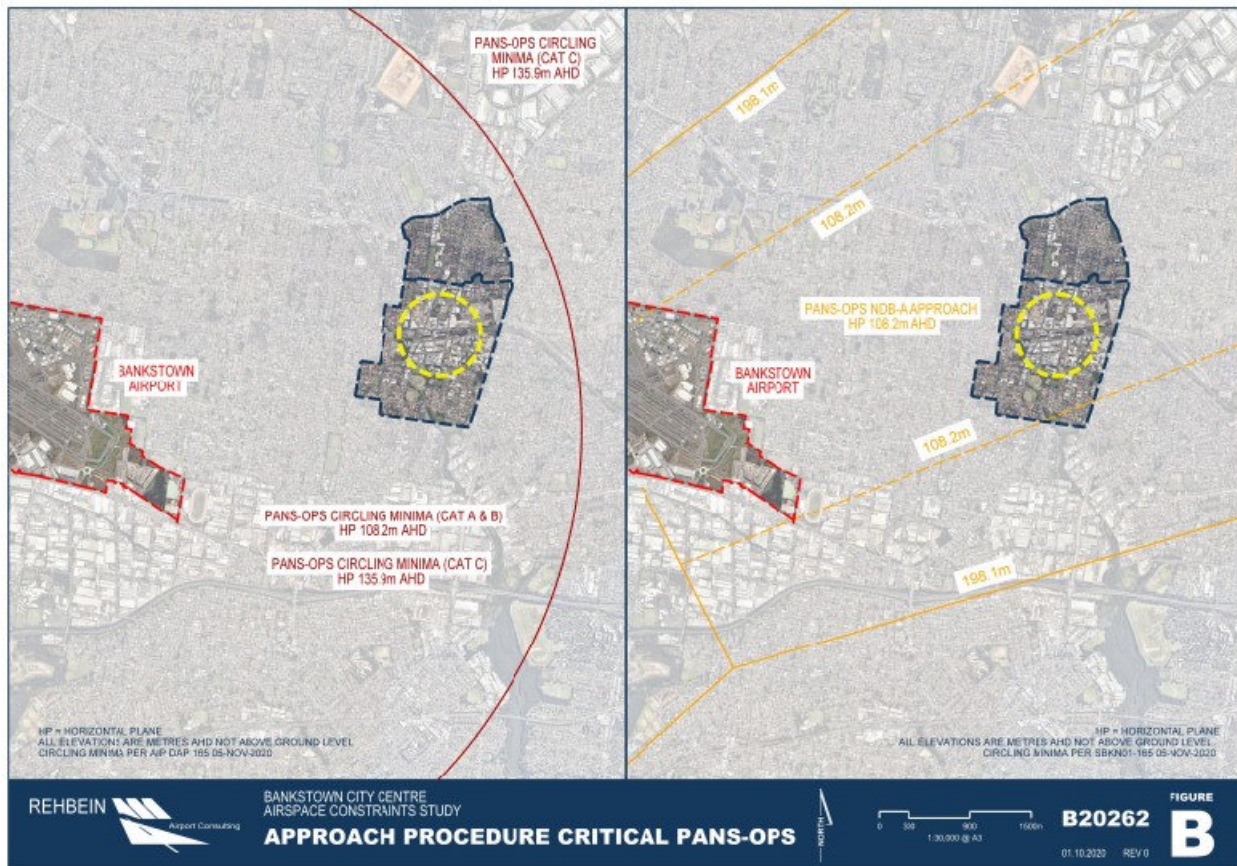 PANS-OPS CIRCLING
MINIMA (CAT C)
HP 135.9m AHD
BANKSTOWN
AIRPORT
PANS-OPS CIRCLING MINIMA (CAT A & B)
HP 108.2m AHD
PANS-OPS CIRCLING MINIMA (CAT C)
HP 135.9m AHD
HP = HORIZONTAL PLANE
ALL ELEVATIONS ARE METRES AHD NOT ABOVE GROUND LEVEL
CIRCLING MINIMA PER AIP DAP 165 05-NOV-2020
198.1m
108.2m
PANS-OPS NDB-A APPROACH
HP 108.2m AHD
BANKSTOWN
AIRPORT
108.2m
198.1m
HP = HORIZONTAL PLANE
ALL ELEVATIONS ARE METRES AHD NOT ABOVE GROUND LEVEL
CIRCLING MINIMA PER SBKN01-165 05-NOV-2020
REHBEIN
Airport Consulting
BANKSTOWN CITY CENTRE
AIRSPACE CONSTRAINTS STUDY
APPROACH PROCEDURE CRITICAL PANS-OPS
NORTH
0 300 900 1500m
1:30,000 @ A3
B20262
01.10.2020 REV 0
FIGURE
B